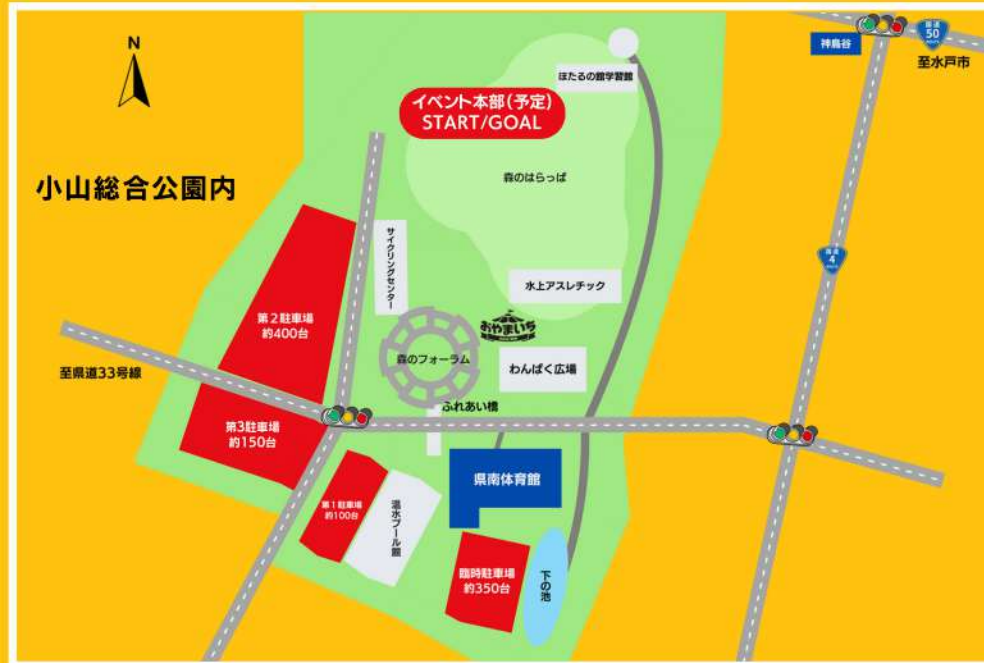 N
小山総合公園内
イベント本部(予定)
START/GOAL
ほたるの館学習館
神鳥谷
国道
50
至水戸市
森のはらっぱ
サイクリングセンター
水上アスレチック
国道
4
第2駐車場
約400台
おやまいち
森のフォーラム
わんぱく広場
至県道33号線
ふれあい橋
第3駐車場
約150台
県南体育館
第1駐車場
約100台
温水プール館
臨時駐車場
約350台
下の池